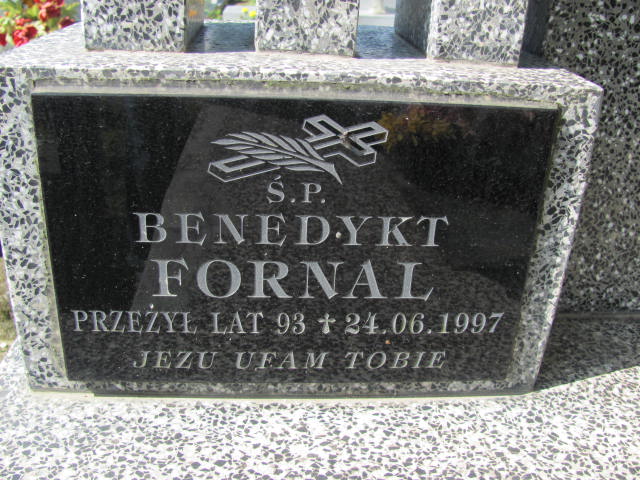 Ś.P.
BENEDYKT
FORNAL
PRZEŻYŁ LAT 93 ✝ 24.06.1997
JEZU UFAM TOBIE